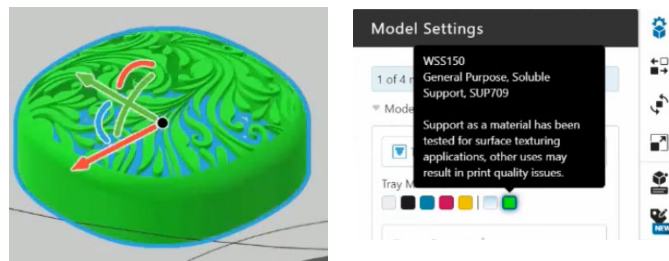 Model Settings
WSS150
General Purpose, Soluble
Support, SUP709
Support as a material has been
tested for surface texturing
applications, other uses may
result in print quality issues.
1 of 4
Mode
Tray M
NEW